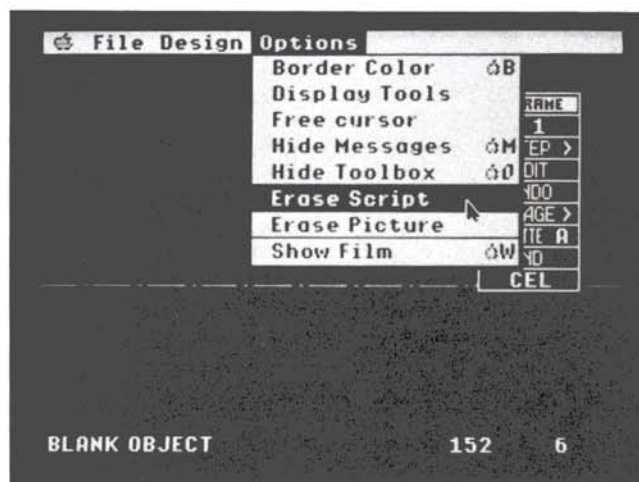 File Design Options
Border Color B
Display Tools
Free cursor
Hide Messages M
Hide Toolbox
Erase Script
Erase Picture
Show Film W
1
CEL
BLANK OBJECT 152 6